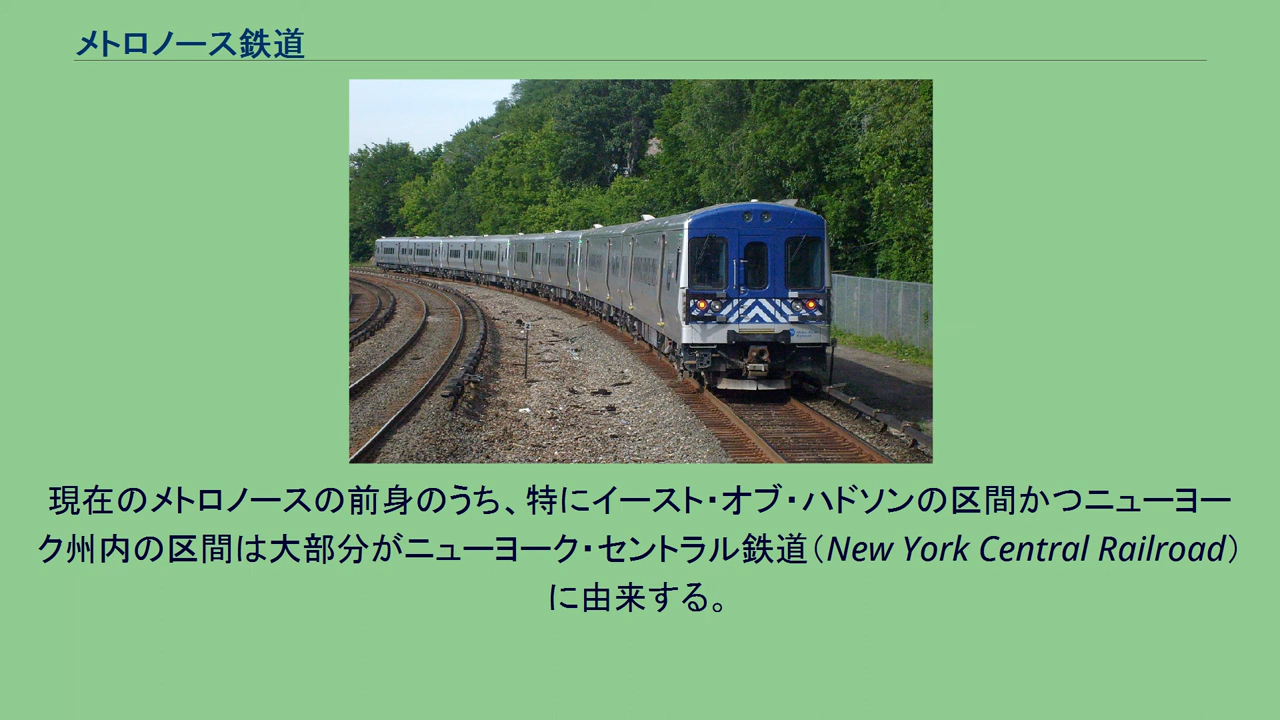 メトロノース鉄道
現在のメトロノースの前身のうち、特にイースト・オブ・ハドソンの区間かつニューヨー
ク州内の区間は大部分がニューヨーク・セントラル鉄道（New York Central Railroad）
に由来する。